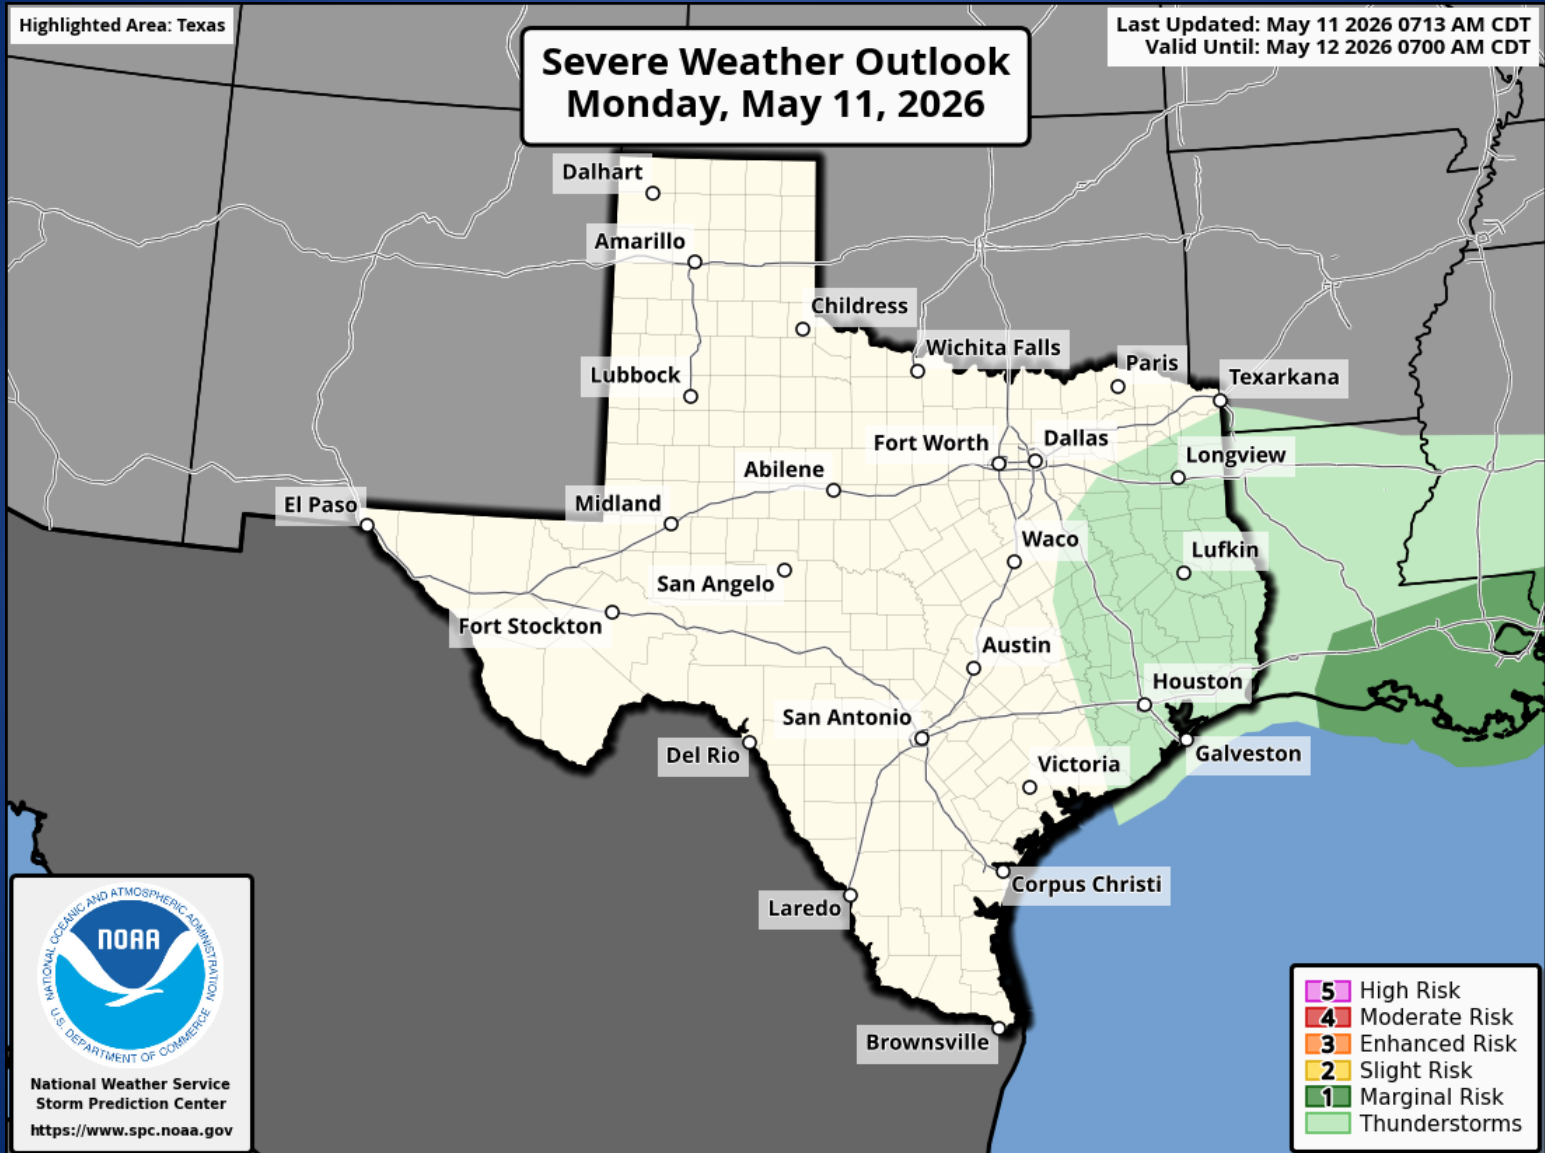 Highlighted Area: Texas
Severe Weather Outlook
Monday, May 11, 2026
Last Updated: May 11 2026 0713 AM CDT
Valid Until: May 12 2026 0700 AM CDT
Dalhart
Amarillo
Childress
Wichita Falls
Paris
Texarkana
Lubbock
Fort Worth
Dallas
Longview
Abilene
El Paso
Midland
Waco
Lufkin
San Angelo
Fort Stockton
Austin
Houston
San Antonio
Del Rio
Galveston
Victoria
Corpus Christi
Laredo
Brownsville
NATIONAL OCEANIC AND ATMOSPHERIC ADMINISTRATION
NOAA
U.S. DEPARTMENT OF COMMERCE
National Weather Service
Storm Prediction Center
https://www.spc.noaa.gov
5 High Risk
4 Moderate Risk
3 Enhanced Risk
2 Slight Risk
1 Marginal Risk
Thunderstorms